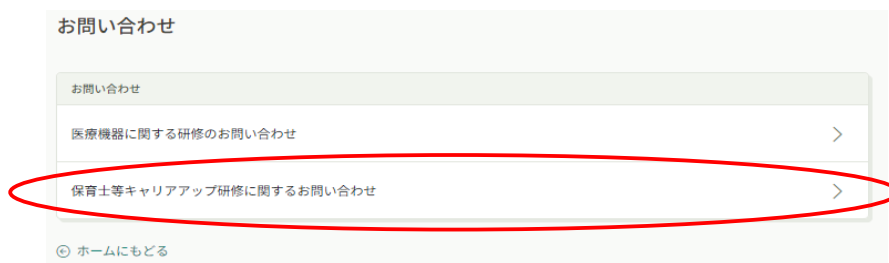 お問い合わせ
お問い合わせ
医療機器に関する研修のお問い合わせ
保育士等キャリアアップ研修に関するお問い合わせ
ホームにもどる